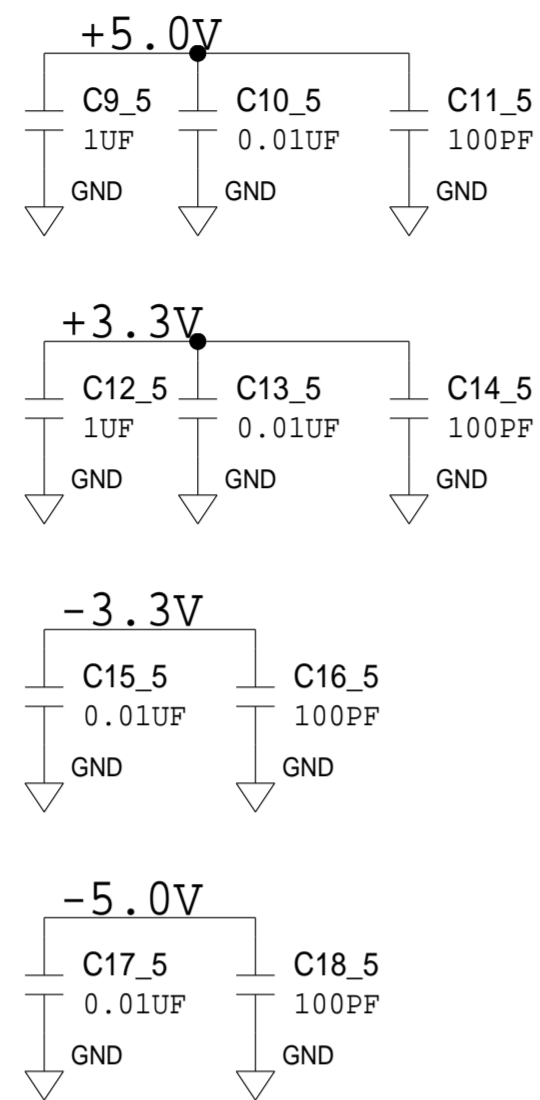 +5.0V
C9_5 C10_5 C11_5
1UF 0.01UF 100PF
GND GND GND
+3.3V
C12_5 C13_5 C14_5
1UF 0.01UF 100PF
GND GND GND
-3.3V
C15_5 C16_5
0.01UF 100PF
GND GND
-5.0V
C17_5 C18_5
0.01UF 100PF
GND GND